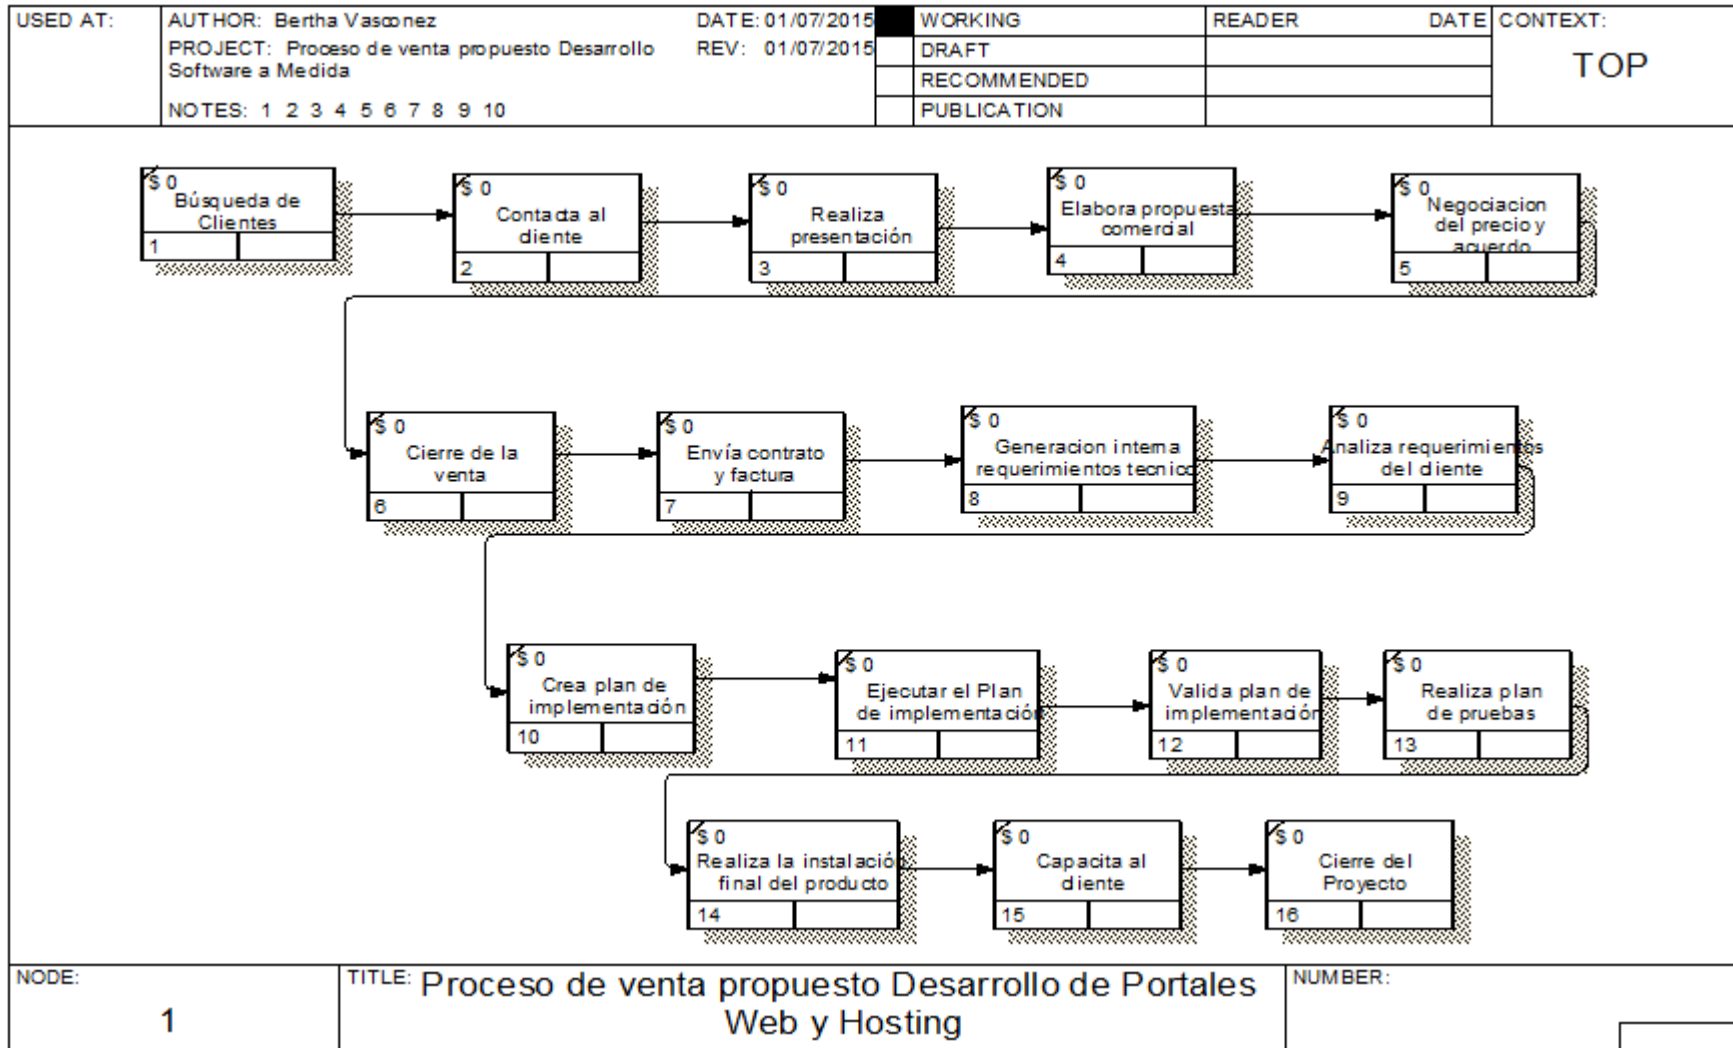 USED AT:
AUTHOR: Bertha Vasconez
DATE: 01/07/2015
PROJECT: Proceso de venta propuesto Desarrollo
Software a Medida
REV: 01/07/2015
NOTES: 1 2 3 4 5 6 7 8 9 10
WORKING
DRAFT
RECOMMENDED
PUBLICATION
READER
DATE
CONTEXT:
TOP
$ 0
Búsqueda de
Clientes
1
$ 0
Contacta al
cliente
2
$ 0
Realiza
presentación
3
$ 0
Elabora propuesta
comercial
4
$ 0
Negociacion
del precio y
acuerdo
5
$ 0
Cierre de la
venta
6
$ 0
Envía contrato
y factura
7
$ 0
Generacion interna
requerimientos tecnico
8
$ 0
Analiza requerimientos
del cliente
9
$ 0
Crea plan de
implementación
10
$ 0
Ejecutar el Plan
de implementación
11
$ 0
Valida plan de
implementación
12
$ 0
Realiza plan
de pruebas
13
$ 0
Realiza la instalación
final del producto
14
$ 0
Capacita al
cliente
15
$ 0
Cierre del
Proyecto
16
NODE:
1
TITLE: Proceso de venta propuesto Desarrollo de Portales
Web y Hosting
NUMBER: